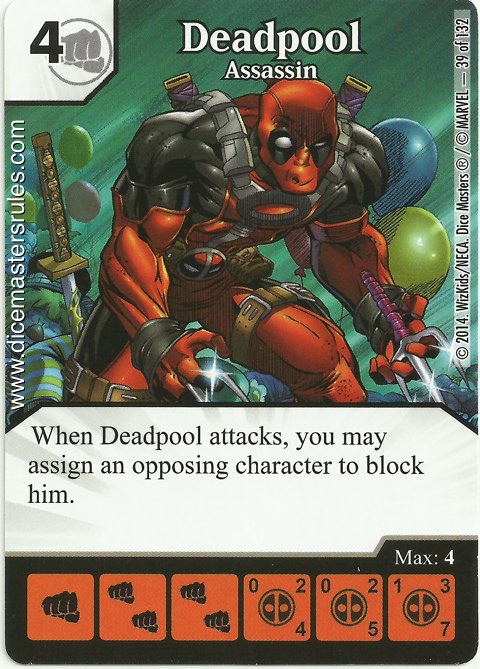 4
Deadpool
Assassin
www.dicemastersrules.com
© 2014. WizKids/NECA. Dice Masters ® / © MARVEL — 39 of 132
When Deadpool attacks, you may
assign an opposing character to block
him.
Max: 4
0 2 4
0 2 5
1 3 7